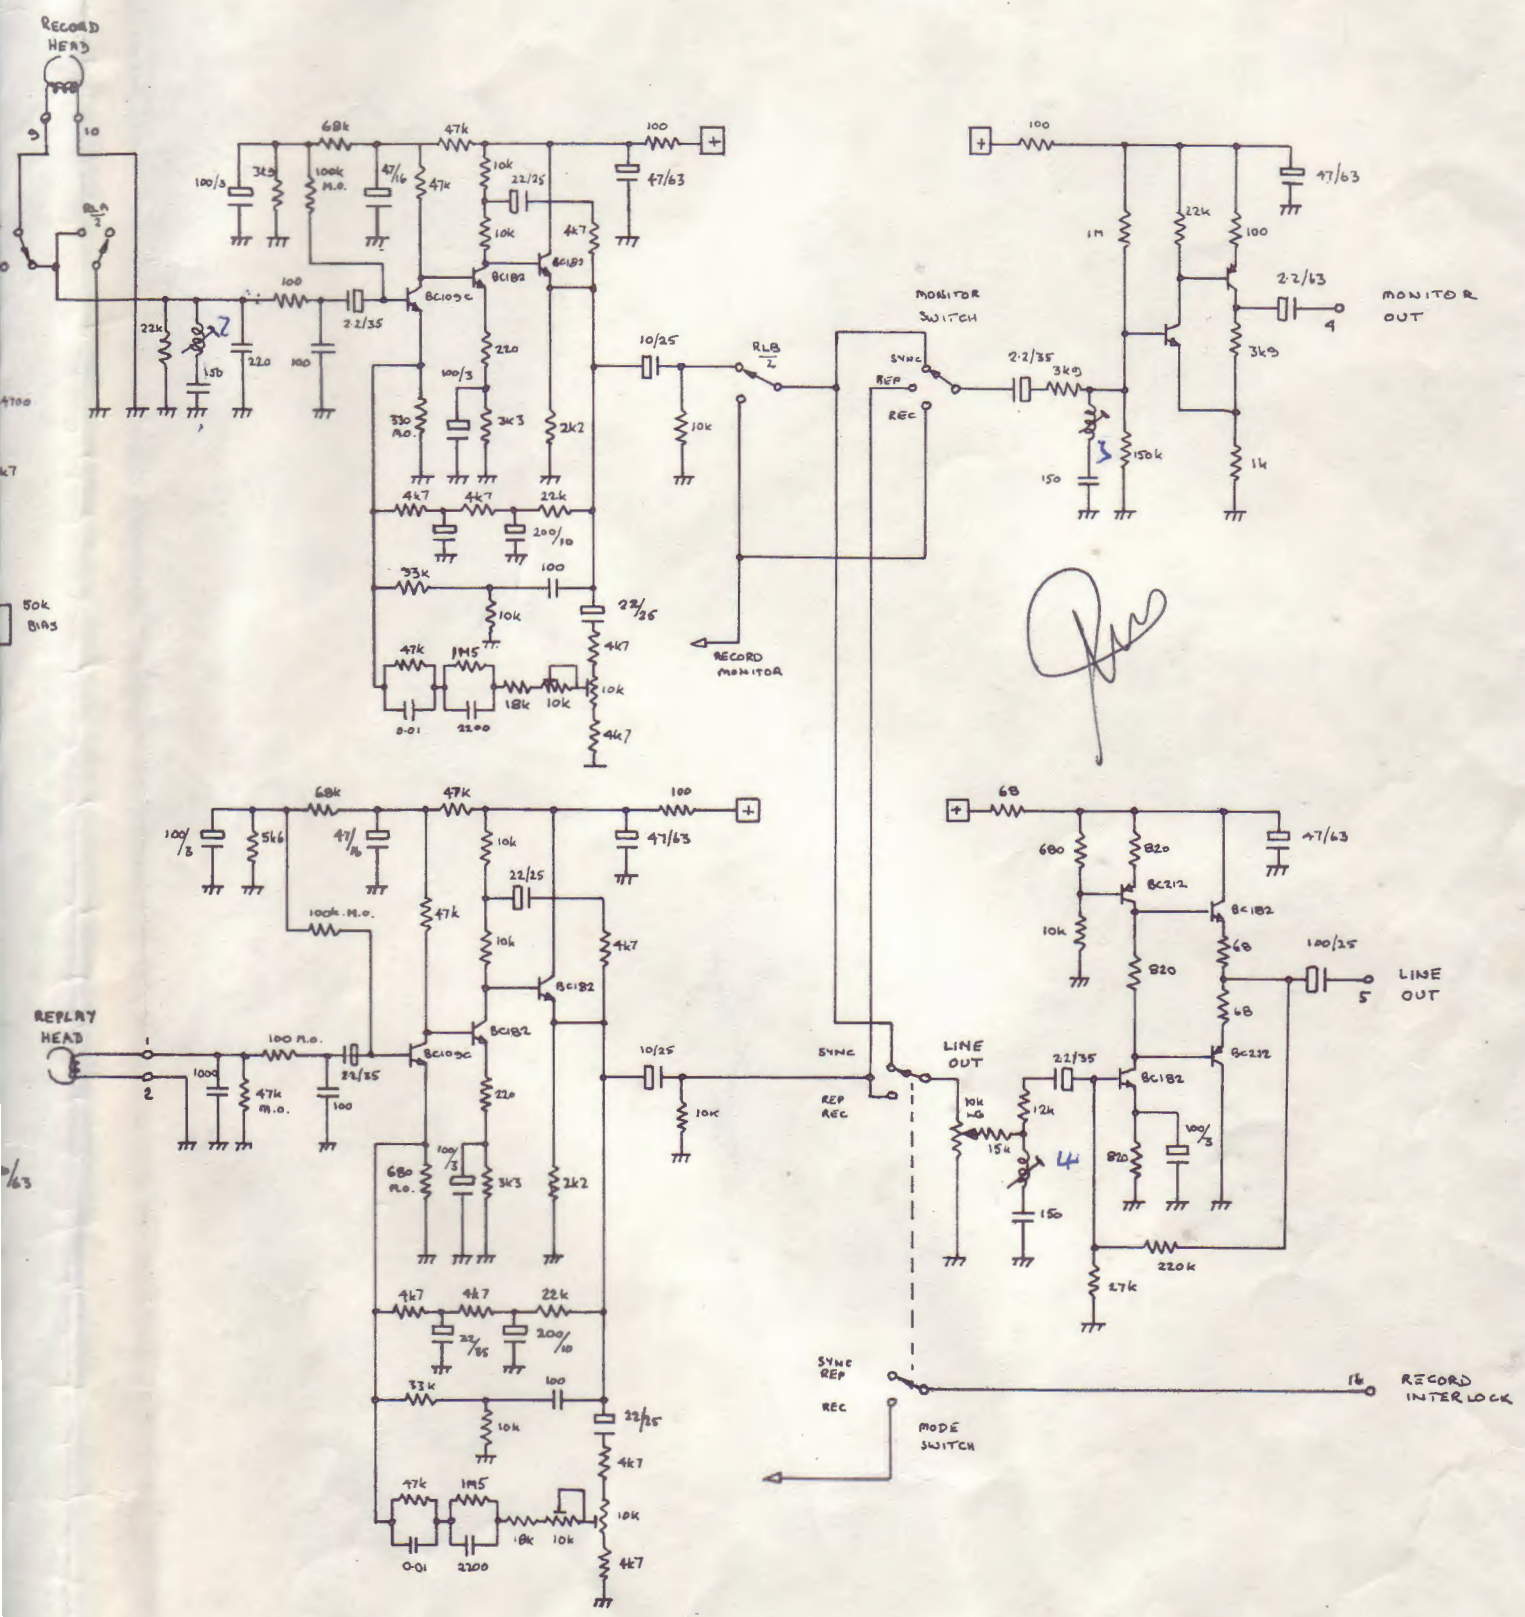 RECORD
HEAD
9
10
RLA
2
4700
4k7
50k
BIAS
68k
47k
100
+
100/3
3k9
100k
M.O.
47/16
47k
10k
22/25
10k
4k7
47/63
BC109C
BC182
BC182
100
2.2/35
22k
2
150
220
100
330
M.O.
100/3
220
3k3
2k2
10/25
10k
RLB
2
4k7
4k7
22k
200/10
33k
100
10k
22/25
4k7
47k
1M5
0.01
2200
18k
10k
10k
4k7
RECORD
MONITOR
MONITOR
SWITCH
SYNC
REP
REC
+
100
1M
22k
100
47/63
2.2/63
4
MONITOR
OUT
2.2/35
3k9
3k9
3
150
150k
1k
68k
47k
100
+
100/3
5k6
47/16
10k
22/25
47/63
100k M.O.
47k
10k
4k7
BC182
BC182
BC109C
REPLAY
HEAD
1
2
1000
47k
M.O.
100 M.O.
100
22/35
680
M.O.
100/3
220
3k3
2k2
10/25
10k
4k7
4k7
22k
22/35
200/10
33k
100
10k
22/25
4k7
47k
1M5
0.01
2200
18k
10k
10k
4k7
/63
SYNC
REP
REC
LINE
OUT
10k
LOG
15k
12k
4
150
22/35
+
68
680
820
47/63
BC212
BC182
10k
820
68
68
100/25
5
LINE
OUT
BC212
BC182
820
100/3
220k
27k
SYNC
REP
REC
MODE
SWITCH
16
RECORD
INTERLOCK